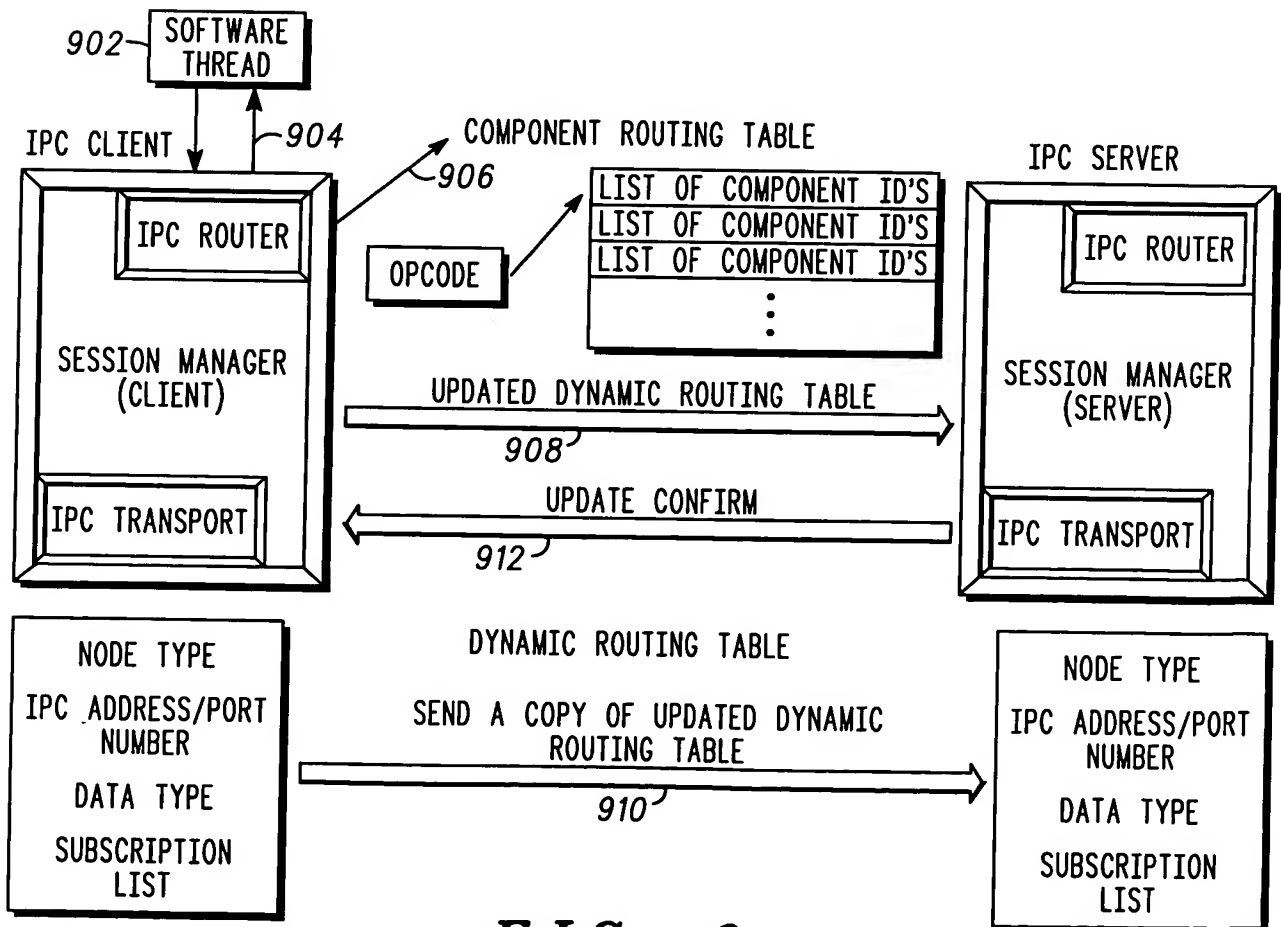 902
SOFTWARE
THREAD
904
IPC CLIENT
COMPONENT ROUTING TABLE
906
IPC SERVER
IPC ROUTER
OPCODE
LIST OF COMPONENT ID'S
LIST OF COMPONENT ID'S
LIST OF COMPONENT ID'S
IPC ROUTER
SESSION MANAGER
(CLIENT)
UPDATED DYNAMIC ROUTING TABLE
908
SESSION MANAGER
(SERVER)
UPDATE CONFIRM
912
IPC TRANSPORT
IPC TRANSPORT
NODE TYPE
IPC ADDRESS/PORT
NUMBER
DATA TYPE
SUBSCRIPTION
LIST
DYNAMIC ROUTING TABLE
SEND A COPY OF UPDATED DYNAMIC
ROUTING TABLE
910
NODE TYPE
IPC ADDRESS/PORT
NUMBER
DATA TYPE
SUBSCRIPTION
LIST